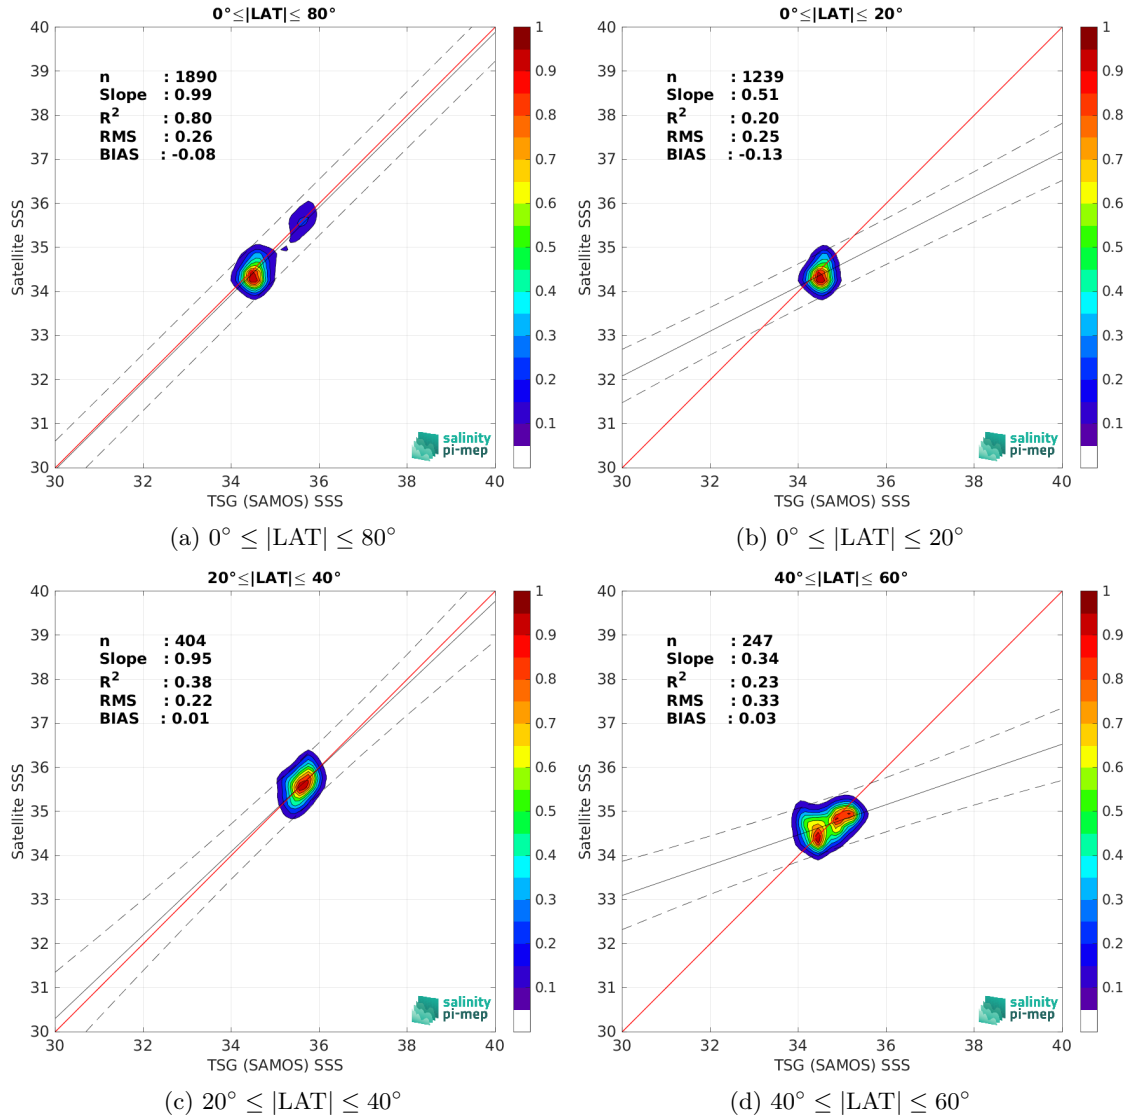 0°≤|LAT|≤ 80°
n : 1890
Slope : 0.99
R² : 0.80
RMS : 0.26
BIAS : -0.08
Satellite SSS
40
39
38
37
36
35
34
33
32
31
30
30 32 34 36 38 40
TSG (SAMOS) SSS
salinity
pi-mep
1
0.9
0.8
0.7
0.6
0.5
0.4
0.3
0.2
0.1
(a) 0° ≤ |LAT| ≤ 80°
0°≤|LAT|≤ 20°
n : 1239
Slope : 0.51
R² : 0.20
RMS : 0.25
BIAS : -0.13
Satellite SSS
40
39
38
37
36
35
34
33
32
31
30
30 32 34 36 38 40
TSG (SAMOS) SSS
salinity
pi-mep
1
0.9
0.8
0.7
0.6
0.5
0.4
0.3
0.2
0.1
(b) 0° ≤ |LAT| ≤ 20°
20°≤|LAT|≤ 40°
n : 404
Slope : 0.95
R² : 0.38
RMS : 0.22
BIAS : 0.01
Satellite SSS
40
39
38
37
36
35
34
33
32
31
30
30 32 34 36 38 40
TSG (SAMOS) SSS
salinity
pi-mep
1
0.9
0.8
0.7
0.6
0.5
0.4
0.3
0.2
0.1
(c) 20° ≤ |LAT| ≤ 40°
40°≤|LAT|≤ 60°
n : 247
Slope : 0.34
R² : 0.23
RMS : 0.33
BIAS : 0.03
Satellite SSS
40
39
38
37
36
35
34
33
32
31
30
30 32 34 36 38 40
TSG (SAMOS) SSS
salinity
pi-mep
1
0.9
0.8
0.7
0.6
0.5
0.4
0.3
0.2
0.1
(d) 40° ≤ |LAT| ≤ 60°